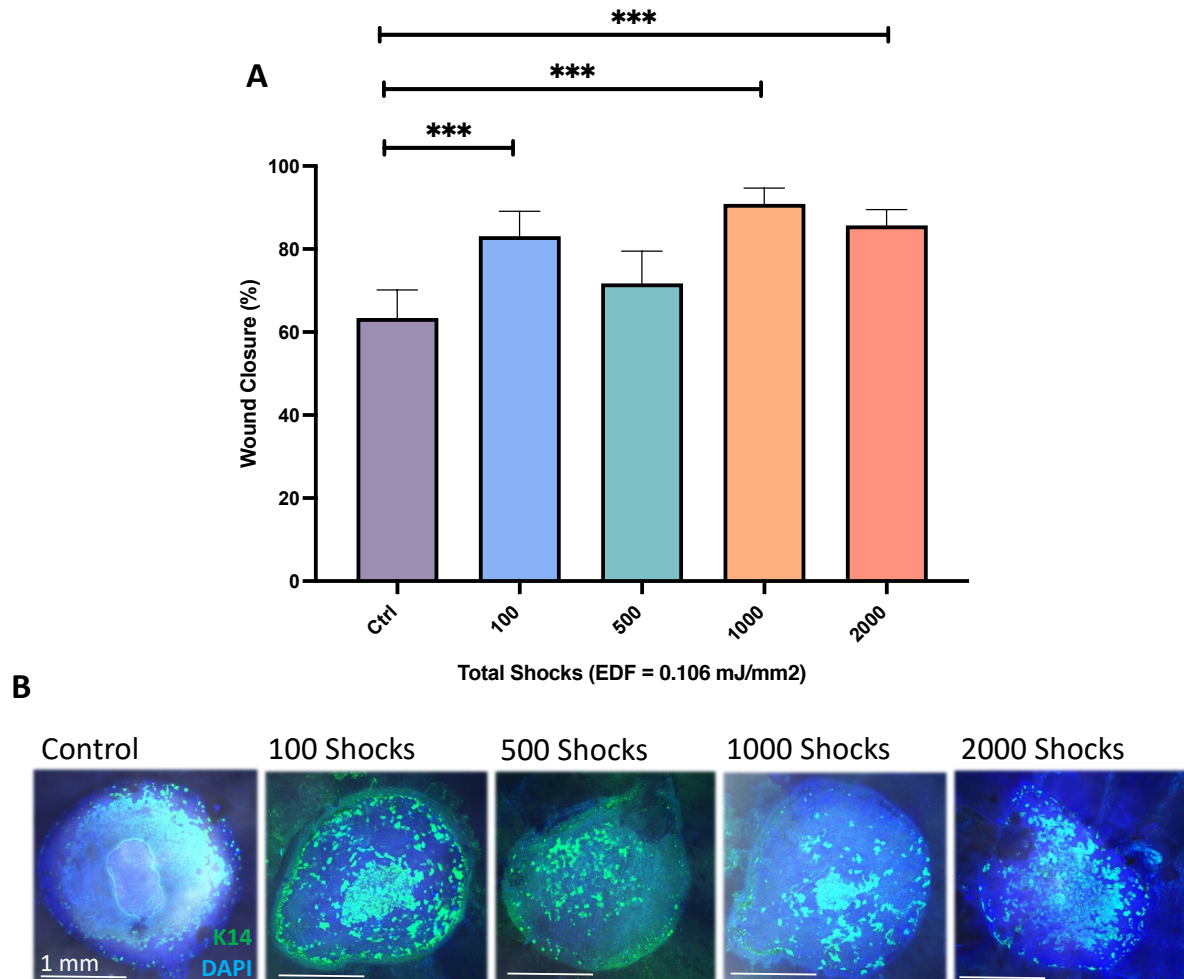 ***
A
***
***
100
80
60
40
20
0
Wound Closure (%)
Ctrl
100
500
1000
2000
Total Shocks (EDF = 0.106 mJ/mm2)
B
Control
100 Shocks
500 Shocks
1000 Shocks
2000 Shocks
K14
DAPI
1 mm